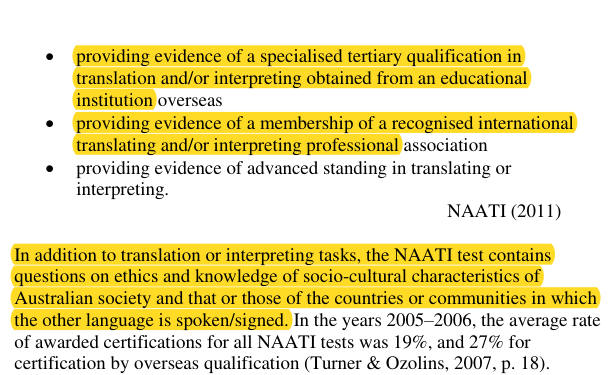 • providing evidence of a specialised tertiary qualification in
translation and/or interpreting obtained from an educational
institution overseas
• providing evidence of a membership of a recognised international
translating and/or interpreting professional association
• providing evidence of advanced standing in translating or
interpreting.
NAATI (2011)
In addition to translation or interpreting tasks, the NAATI test contains
questions on ethics and knowledge of socio-cultural characteristics of
Australian society and that or those of the countries or communities in which
the other language is spoken/signed. In the years 2005–2006, the average rate
of awarded certifications for all NAATI tests was 19%, and 27% for
certification by overseas qualification (Turner & Ozolins, 2007, p. 18).